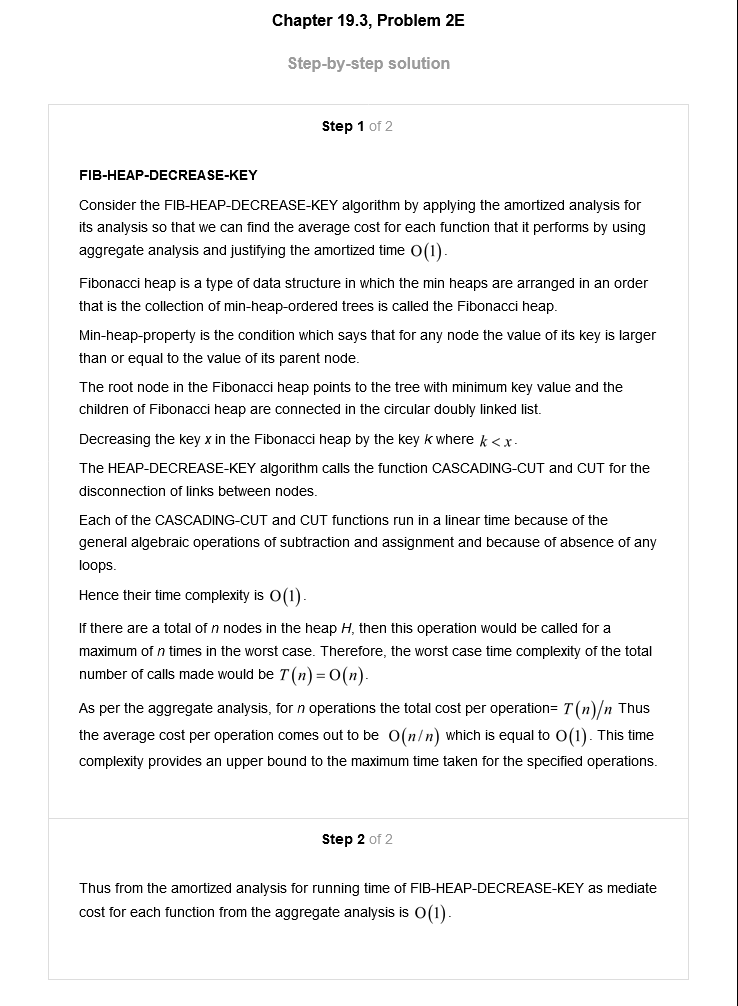 Chapter 19.3, Problem 2E
Step-by-step solution
Step 1 of 2
FIB-HEAP-DECREASE-KEY
Consider the FIB-HEAP-DECREASE-KEY algorithm by applying the amortized analysis for
its analysis so that we can find the average cost for each function that it performs by using
aggregate analysis and justifying the amortized time O(1).
Fibonacci heap is a type of data structure in which the min heaps are arranged in an order
that is the collection of min-heap-ordered trees is called the Fibonacci heap.
Min-heap-property is the condition which says that for any node the value of its key is larger
than or equal to the value of its parent node.
The root node in the Fibonacci heap points to the tree with minimum key value and the
children of Fibonacci heap are connected in the circular doubly linked list.
Decreasing the key x in the Fibonacci heap by the key k where k < x.
The HEAP-DECREASE-KEY algorithm calls the function CASCADING-CUT and CUT for the
disconnection of links between nodes.
Each of the CASCADING-CUT and CUT functions run in a linear time because of the
general algebraic operations of subtraction and assignment and because of absence of any
loops.
Hence their time complexity is O(1).
If there are a total of n nodes in the heap H, then this operation would be called for a
maximum of n times in the worst case. Therefore, the worst case time complexity of the total
number of calls made would be T(n)=O(n).
As per the aggregate analysis, for n operations the total cost per operation= T(n)/n Thus
the average cost per operation comes out to be O(n/n) which is equal to O(1). This time
complexity provides an upper bound to the maximum time taken for the specified operations.
Step 2 of 2
Thus from the amortized analysis for running time of FIB-HEAP-DECREASE-KEY as mediate
cost for each function from the aggregate analysis is O(1).